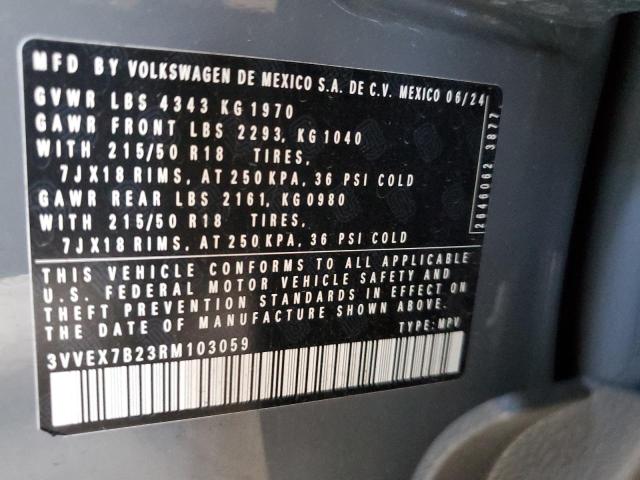 MFD BY VOLKSWAGEN DE MEXICO S.A. DE C.V. MEXICO 06/24
GVWR LBS 4343 KG 1970
GAWR FRONT LBS 2293, KG 1040
WITH 215/50 R18 TIRES,
7JX18 RIMS, AT 250 KPA, 36 PSI COLD
GAWR REAR LBS 2161, KG 0980
WITH 215/50 R18 TIRES,
7JX18 RIMS, AT 250 KPA, 36 PSI COLD
THIS VEHICLE CONFORMS TO ALL APPLICABLE
U.S. FEDERAL MOTOR VEHICLE SAFETY AND
THEFT PREVENTION STANDARDS IN EFFECT ON
THE DATE OF MANUFACTURE SHOWN ABOVE.
3VVEX7B23RM103059 TYPE: MPV
2646062 3877